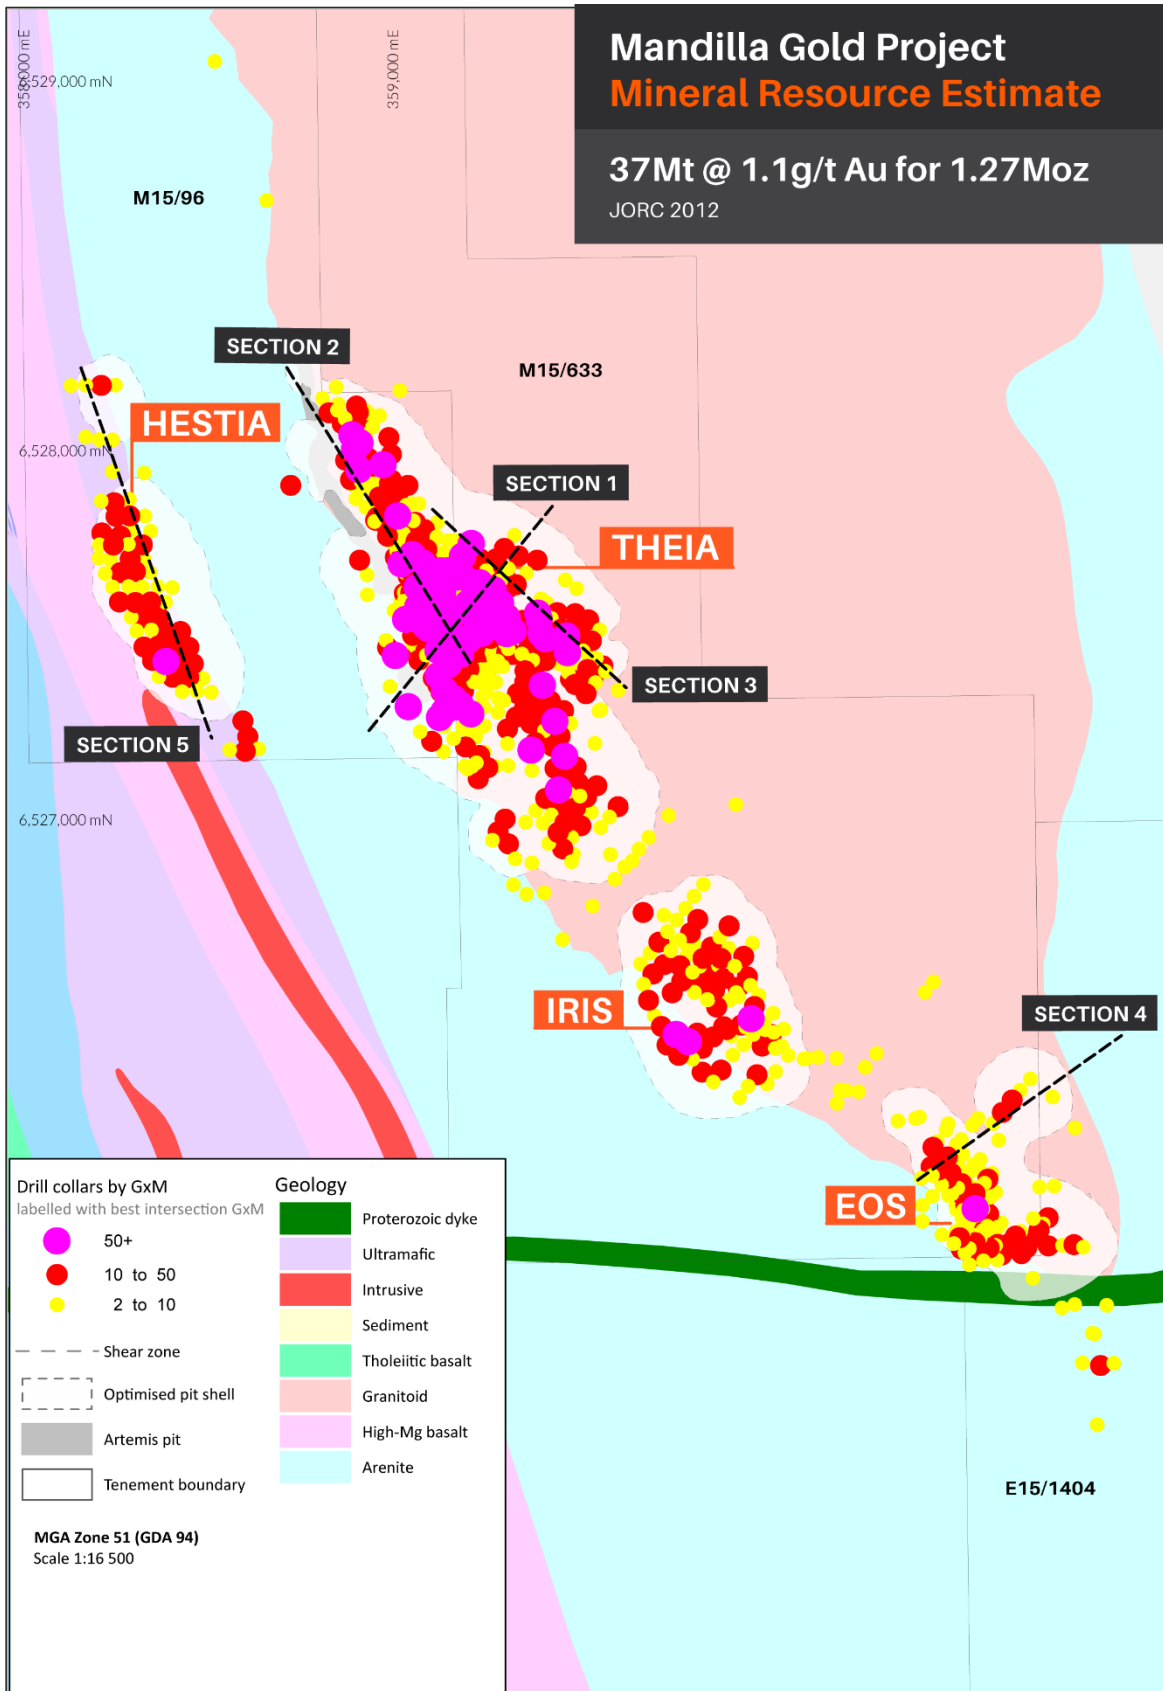 Mandilla Gold Project
Mineral Resource Estimate
37Mt @ 1.1g/t Au for 1.27Moz
JORC 2012
358,000 mE
359,000 mE
6,529,000 mN
M15/96
SECTION 2
M15/633
HESTIA
6,528,000 mN
SECTION 1
THEIA
SECTION 3
SECTION 5
6,527,000 mN
IRIS
SECTION 4
EOS
E15/1404
Drill collars by GxM
labelled with best intersection GxM
50+
10 to 50
2 to 10
Shear zone
Optimised pit shell
Artemis pit
Tenement boundary
Geology
Proterozoic dyke
Ultramafic
Intrusive
Sediment
Tholeiitic basalt
Granitoid
High-Mg basalt
Arenite
MGA Zone 51 (GDA 94)
Scale 1:16 500